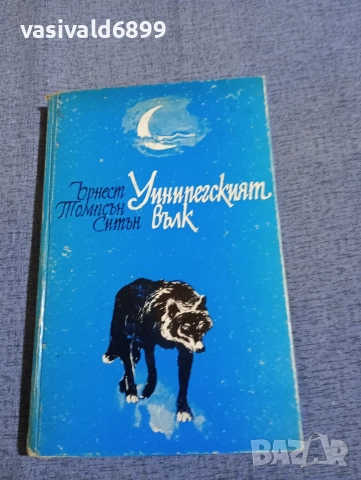 vasivald6899
Ърнест
Томпсън
Ситън
Уинипегският
вълк
BAZAR